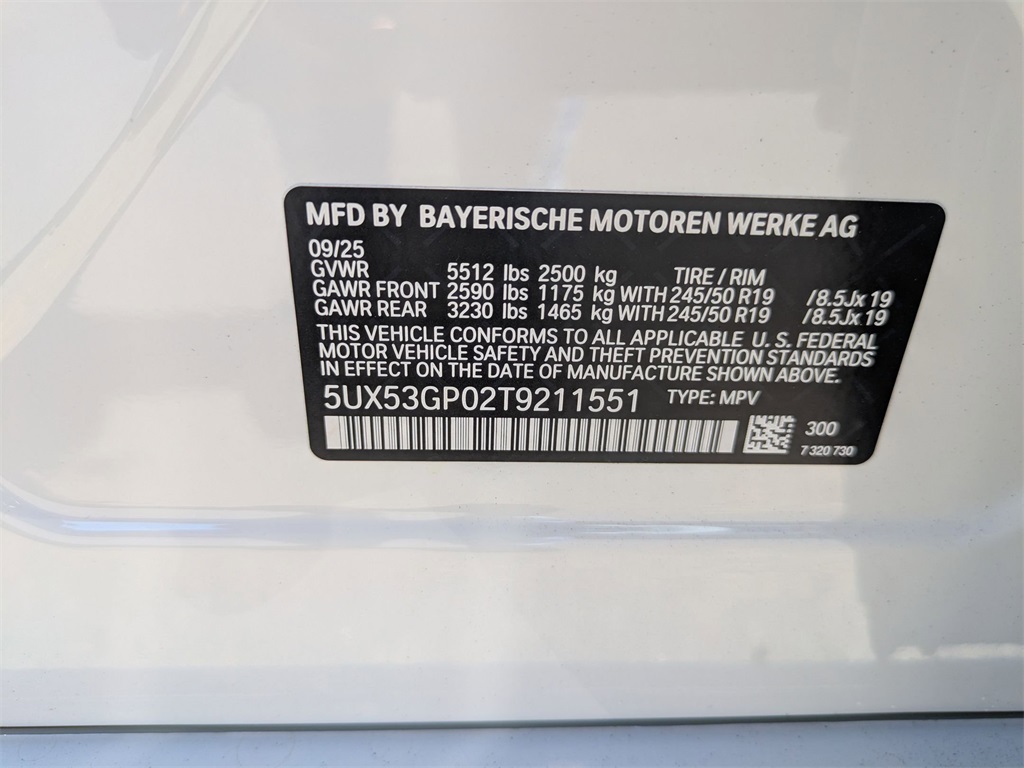 MFD BY BAYERISCHE MOTOREN WERKE AG
09/25
GVWR 5512 lbs 2500 kg TIRE / RIM
GAWR FRONT 2590 lbs 1175 kg WITH 245/50 R19 /8.5Jx19
GAWR REAR 3230 lbs 1465 kg WITH 245/50 R19 /8.5Jx19
THIS VEHICLE CONFORMS TO ALL APPLICABLE U. S. FEDERAL
MOTOR VEHICLE SAFETY AND THEFT PREVENTION STANDARDS
IN EFFECT ON THE DATE OF MANUFACTURE SHOWN ABOVE.
5UX53GP02T9211551 TYPE: MPV
300
7 320 730